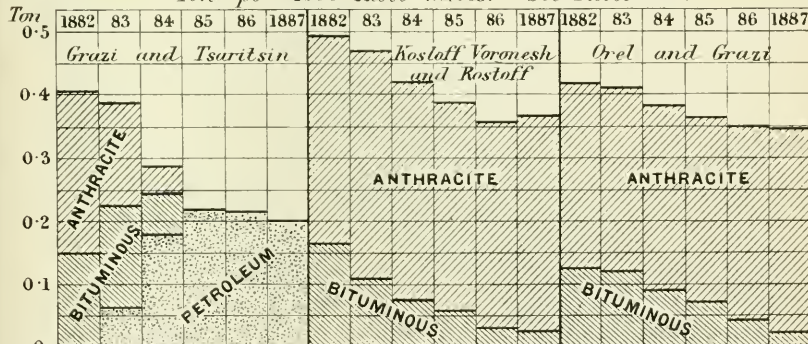 Ton 1882 83 84 85 86 1887 1882 83 84 85 86 1887 1882 83 84 85 86 1887
0·5
Grazi and Tsaritsin Kosloff Voronesh Orel and Grazi
and Rostoff
0·4
ANTHRACITE
0·3
ANTHRACITE ANTHRACITE
0·2
BITUMINOUS PETROLEUM
0·1
BITUMINOUS BITUMINOUS
0